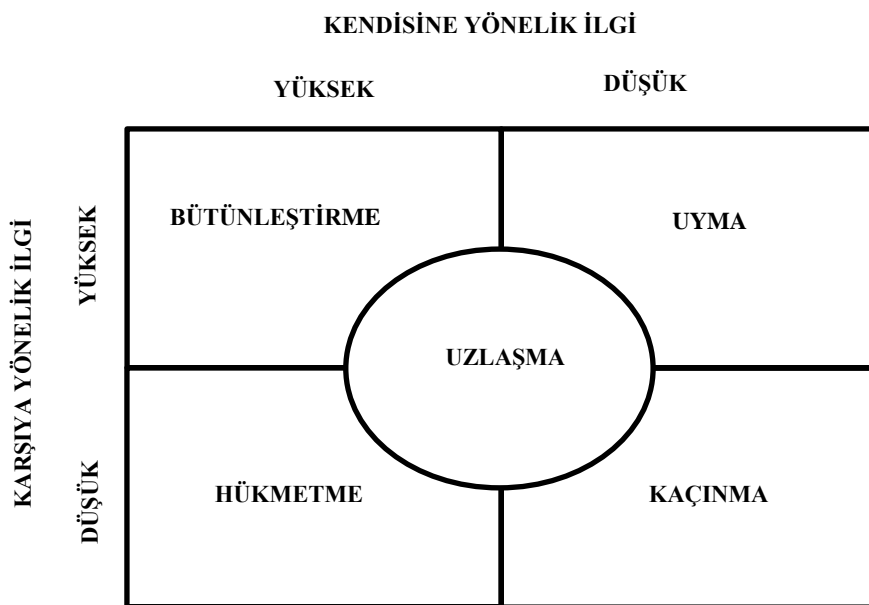 KENDİSİNE YÖNELİK İLGİ
YÜKSEK
DÜŞÜK
KARŞIYA YÖNELİK İLGİ
YÜKSEK
BÜTÜNLEŞTİRME
UYMA
UZLAŞMA
DÜŞÜK
HÜKMETME
KAÇINMA